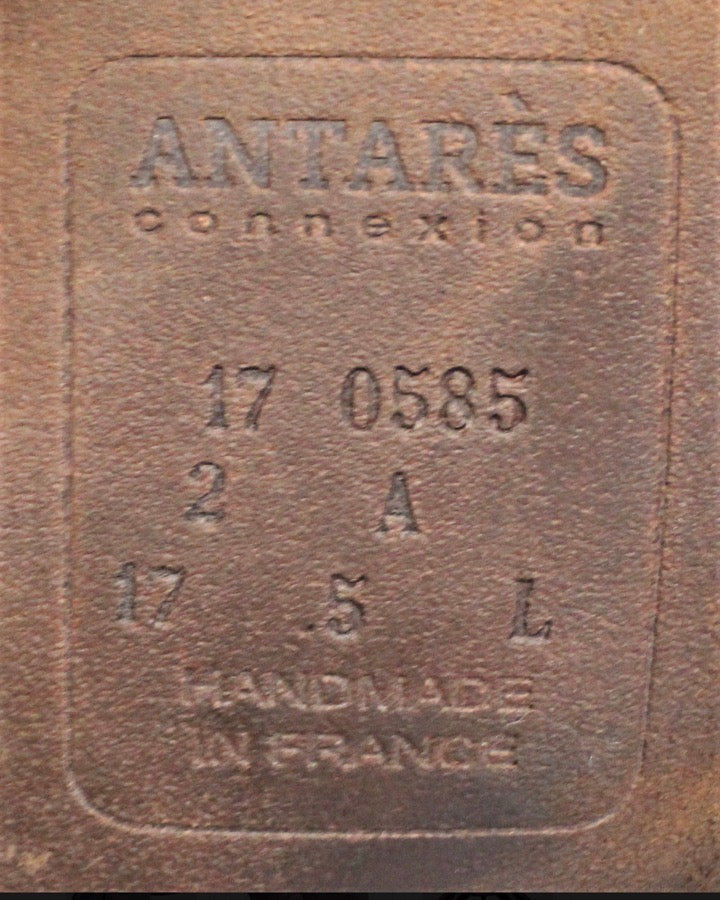 ANTARÈS
connexion
17 0585
2 A
17 .5 L
HANDMADE
IN FRANCE